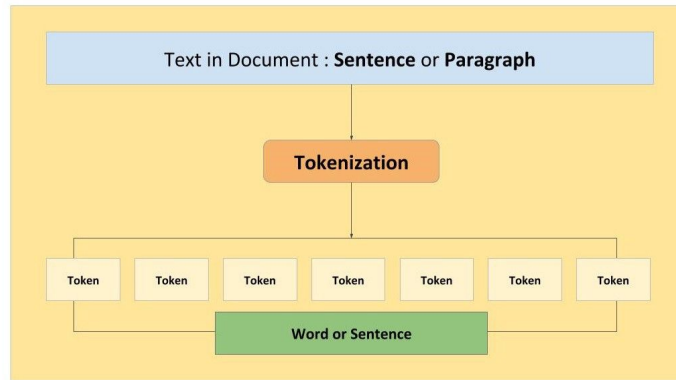 Text in Document : Sentence or Paragraph
Tokenization
Token Token Token Token Token Token Token
Word or Sentence